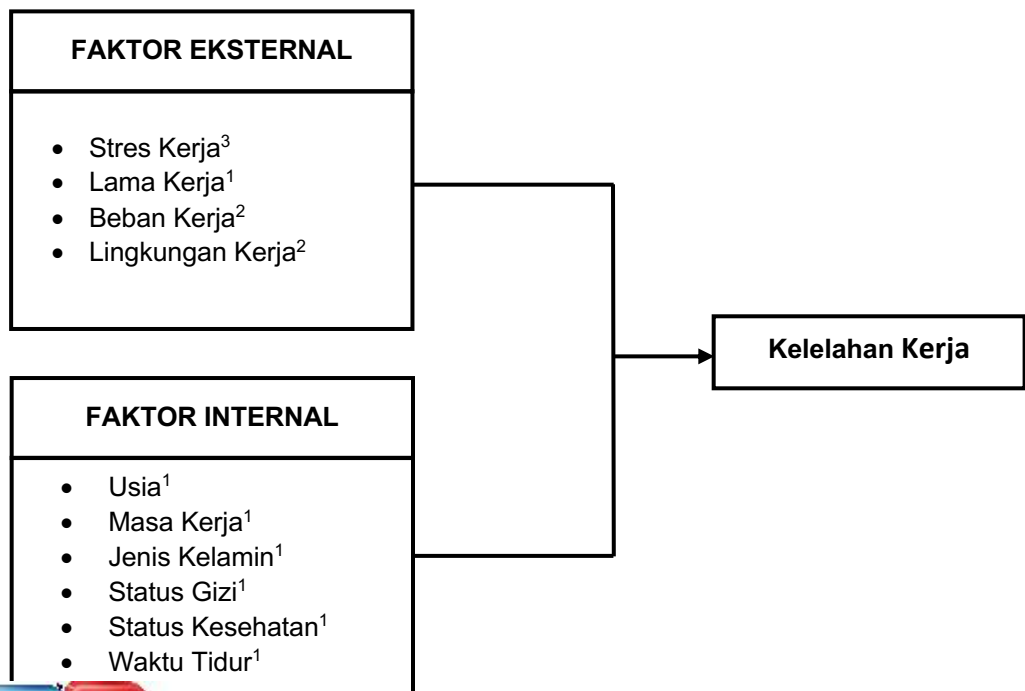 FAKTOR EKSTERNAL
• Stres Kerja³
• Lama Kerja¹
• Beban Kerja²
• Lingkungan Kerja²
Kelelahan Kerja
FAKTOR INTERNAL
• Usia¹
• Masa Kerja¹
• Jenis Kelamin¹
• Status Gizi¹
• Status Kesehatan¹
• Waktu Tidur¹